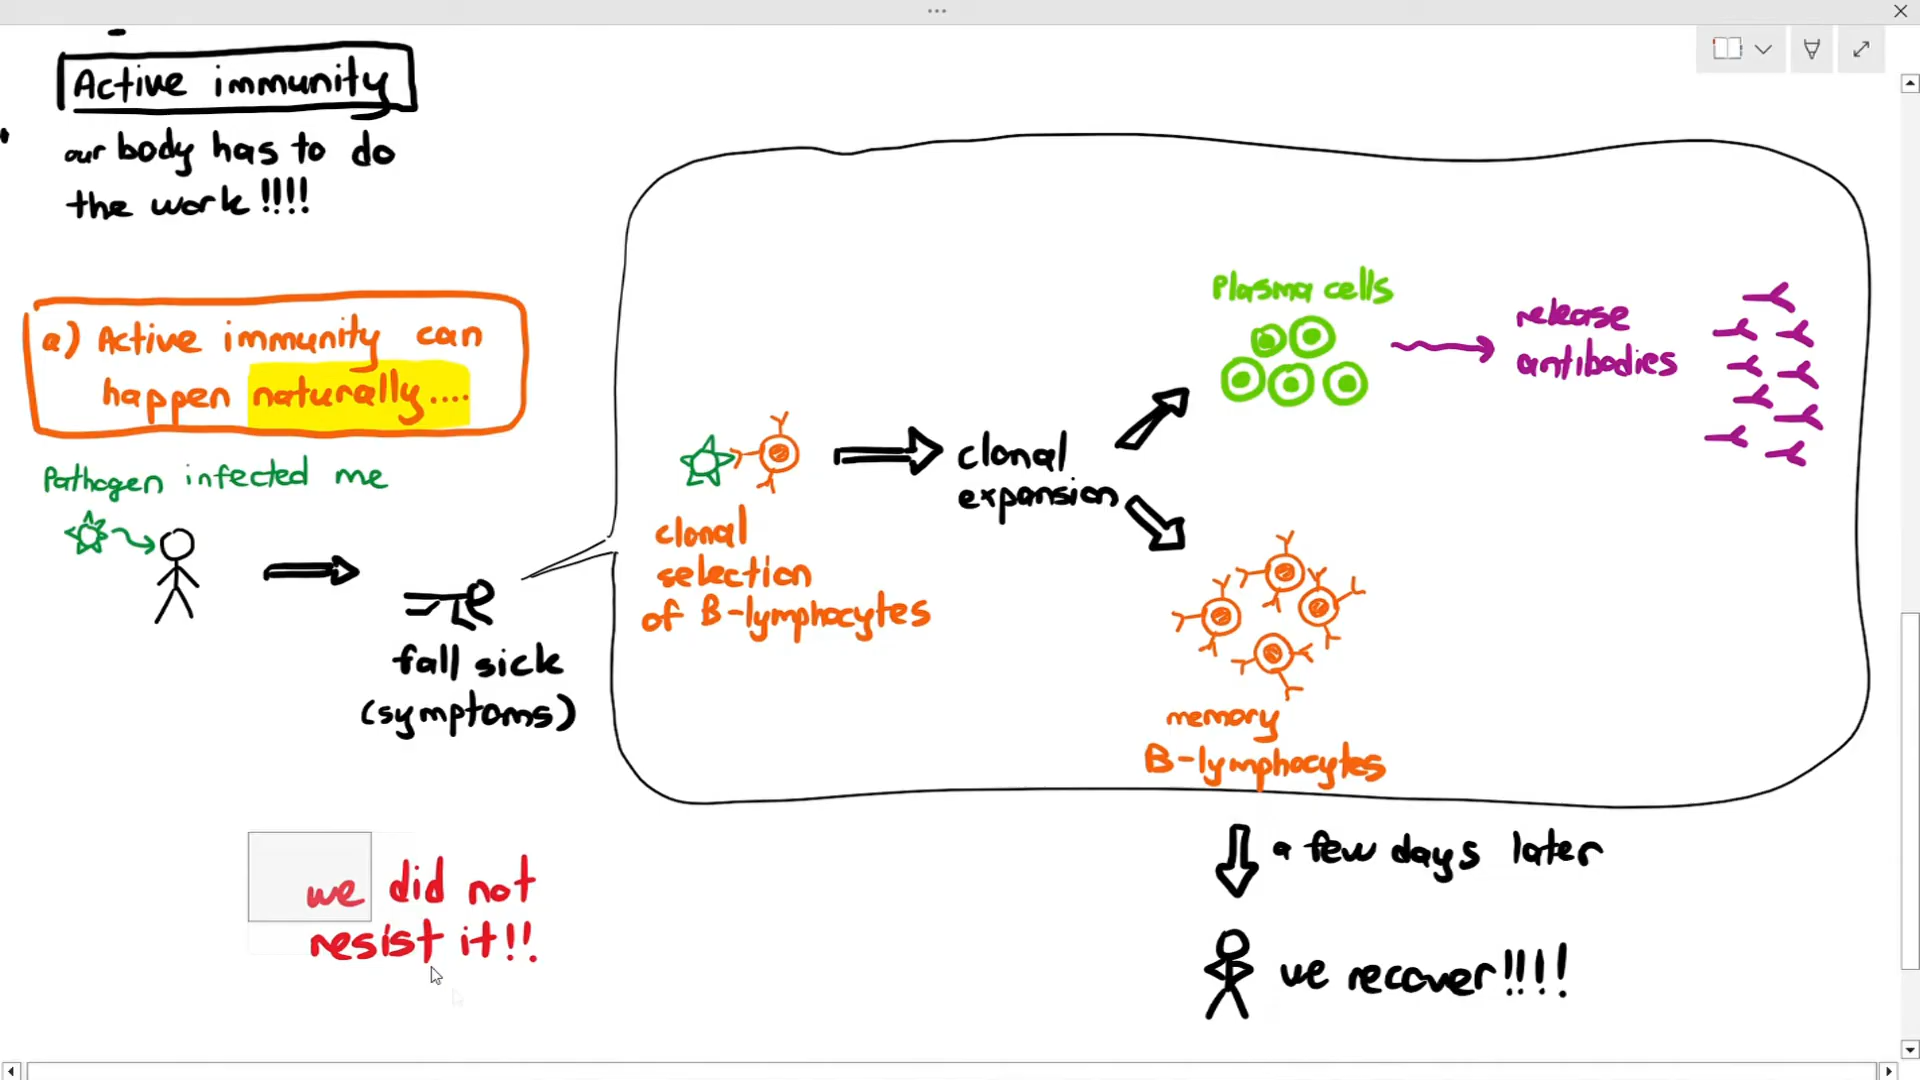 Active immunity
our body has to do
the work!!!!
a) Active immunity can
happen naturally....
Pathogen infected me
fall sick
(symptoms)
we did not
resist it!!
clonal
selection
of B-lymphocytes
clonal
expansion
Plasma cells
release
antibodies
memory
B-lymphocytes
a few days later
we recover!!!!